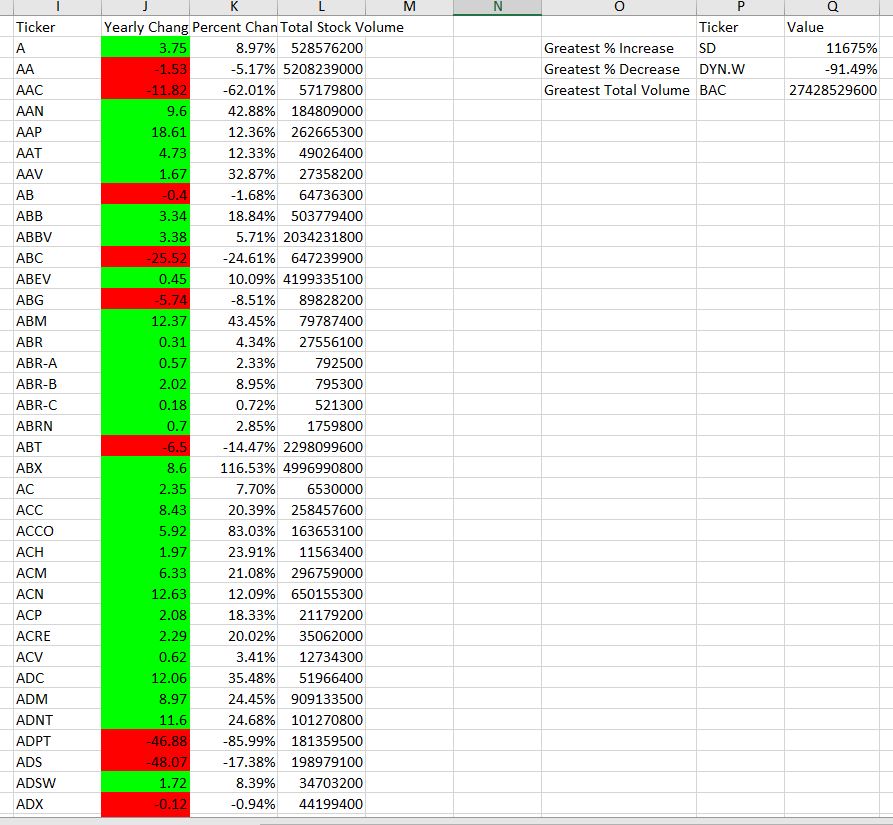 I J K L M N O P Q
Ticker Yearly Chang Percent Chan Total Stock Volume Ticker Value
A 3.75 8.97% 528576200 Greatest % Increase SD 11675%
AA -1.53 -5.17% 5208239000 Greatest % Decrease DYN.W -91.49%
AAC -11.82 -62.01% 57179800 Greatest Total Volume BAC 27428529600
AAN 9.6 42.88% 184809000
AAP 18.61 12.36% 262665300
AAT 4.73 12.33% 49026400
AAV 1.67 32.87% 27358200
AB -0.4 -1.68% 64736300
ABB 3.34 18.84% 503779400
ABBV 3.38 5.71% 2034231800
ABC -25.52 -24.61% 647239900
ABEV 0.45 10.09% 4199335100
ABG -5.74 -8.51% 89828200
ABM 12.37 43.45% 79787400
ABR 0.31 4.34% 27556100
ABR-A 0.57 2.33% 792500
ABR-B 2.02 8.95% 795300
ABR-C 0.18 0.72% 521300
ABRN 0.7 2.85% 1759800
ABT -6.5 -14.47% 2298099600
ABX 8.6 116.53% 4996990800
AC 2.35 7.70% 6530000
ACC 8.43 20.39% 258457600
ACCO 5.92 83.03% 163653100
ACH 1.97 23.91% 11563400
ACM 6.33 21.08% 296759000
ACN 12.63 12.09% 650155300
ACP 2.08 18.33% 21179200
ACRE 2.29 20.02% 35062000
ACV 0.62 3.41% 12734300
ADC 12.06 35.48% 51966400
ADM 8.97 24.45% 909133500
ADNT 11.6 24.68% 101270800
ADPT -46.88 -85.99% 181359500
ADS -48.07 -17.38% 198979100
ADSW 1.72 8.39% 34703200
ADX -0.12 -0.94% 44199400